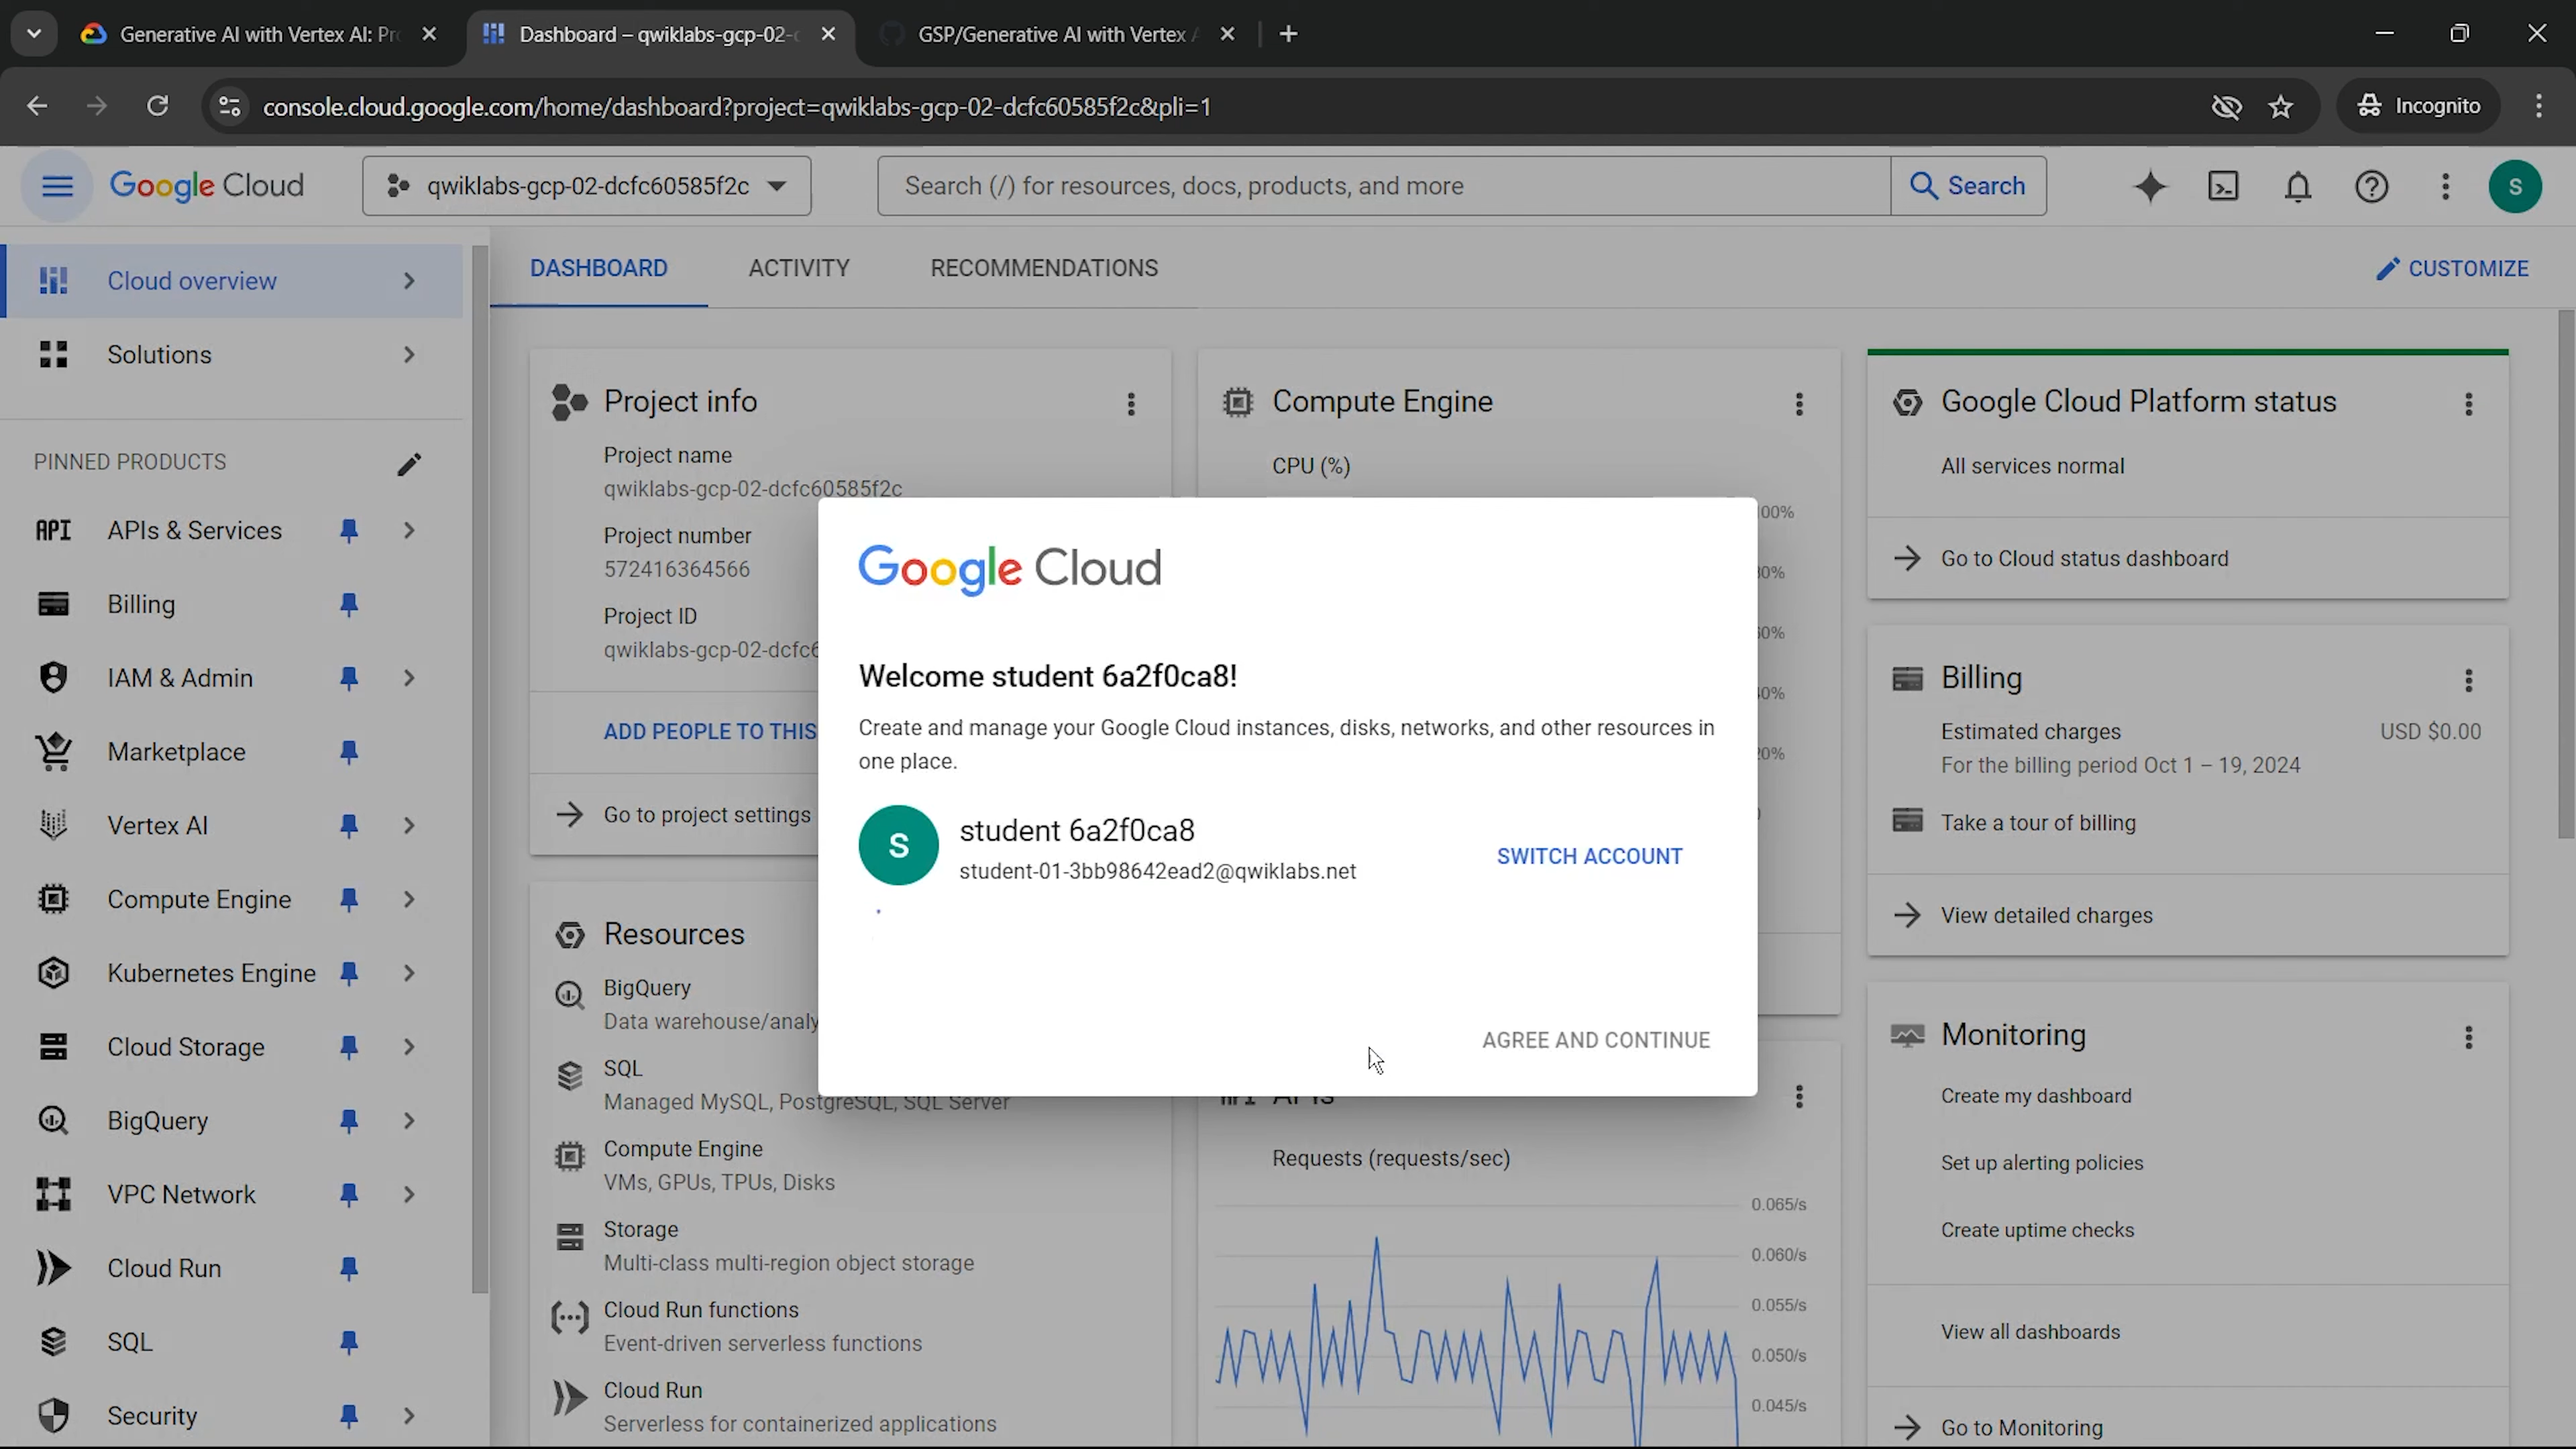 Generative AI with Vertex AI: Pr
Dashboard – qwiklabs-gcp-02-
GSP/Generative AI with Vertex
console.cloud.google.com/home/dashboard?project=qwiklabs-gcp-02-dcfc60585f2c&pli=1
Incognito
Google Cloud
qwiklabs-gcp-02-dcfc60585f2c
Search (/) for resources, docs, products, and more
Search
S
Cloud overview
Solutions
PINNED PRODUCTS
API APIs & Services
Billing
IAM & Admin
Marketplace
Vertex AI
Compute Engine
Kubernetes Engine
Cloud Storage
BigQuery
VPC Network
Cloud Run
SQL
Security
DASHBOARD
ACTIVITY
RECOMMENDATIONS
CUSTOMIZE
Project info
Project name
qwiklabs-gcp-02-dcfc60585f2c
Project number
572416364566
Project ID
qwiklabs-gcp-02-dcfc6
ADD PEOPLE TO THIS
Go to project settings
Resources
BigQuery
Data warehouse/analy
SQL
Managed MySQL, PostgreSQL, SQL Server
Compute Engine
VMs, GPUs, TPUs, Disks
Storage
Multi-class multi-region object storage
Cloud Run functions
Event-driven serverless functions
Cloud Run
Serverless for containerized applications
Compute Engine
CPU (%)
00%
0%
0%
0%
20%
Google Cloud
Welcome student 6a2f0ca8!
Create and manage your Google Cloud instances, disks, networks, and other resources in
one place.
S
student 6a2f0ca8
student-01-3bb98642ead2@qwiklabs.net
SWITCH ACCOUNT
AGREE AND CONTINUE
APIs
Requests (requests/sec)
0.065/s
0.060/s
0.055/s
0.050/s
0.045/s
Google Cloud Platform status
All services normal
Go to Cloud status dashboard
Billing
Estimated charges
USD $0.00
For the billing period Oct 1 – 19, 2024
Take a tour of billing
View detailed charges
Monitoring
Create my dashboard
Set up alerting policies
Create uptime checks
View all dashboards
Go to Monitoring